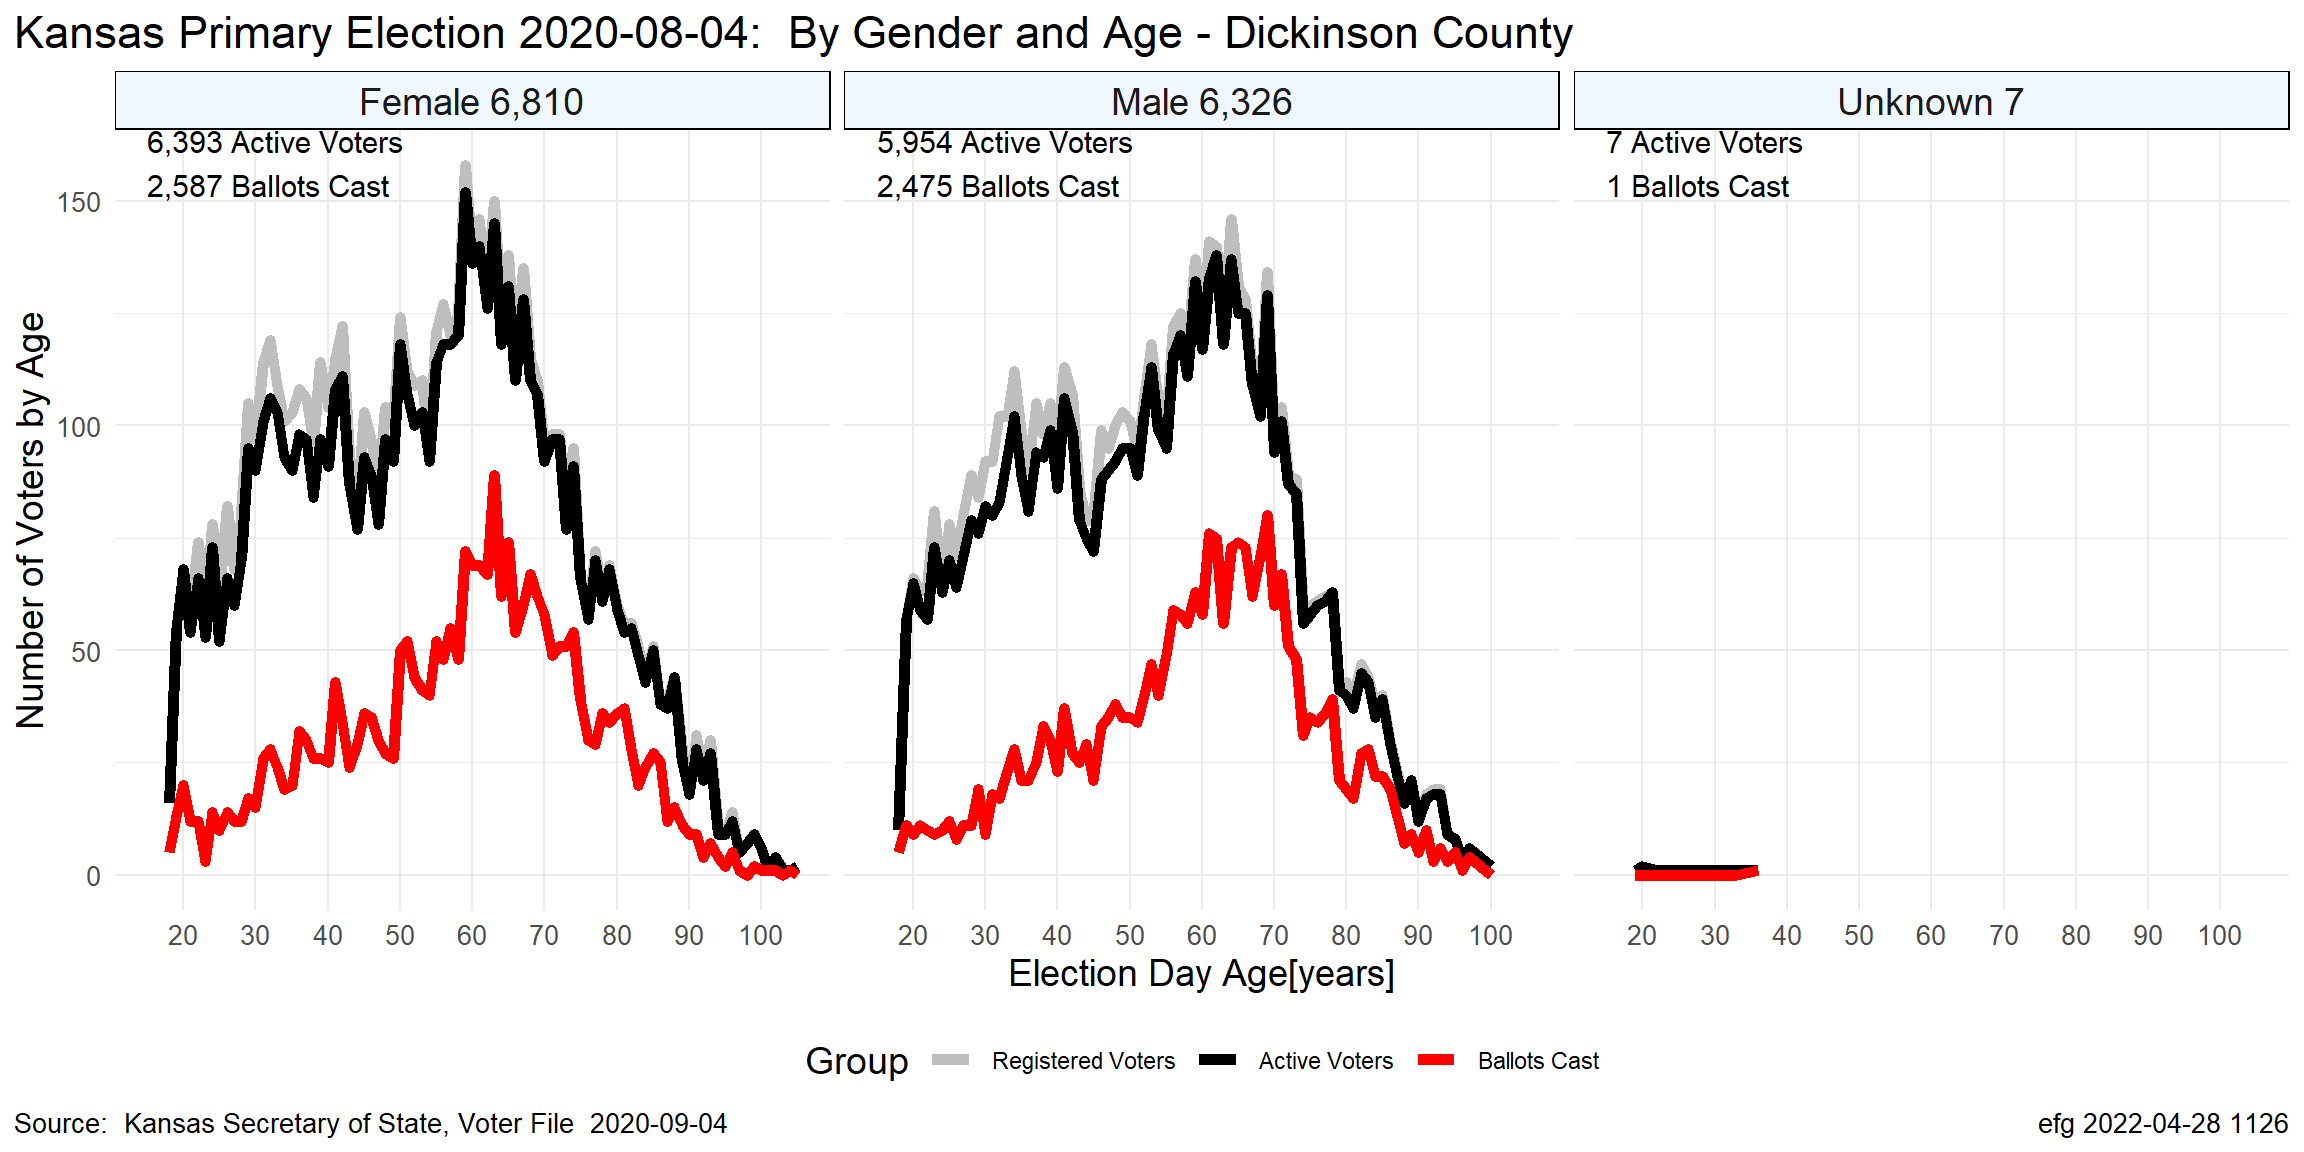 Kansas Primary Election 2020-08-04:  By Gender and Age - Dickinson County
Female 6,810
Male 6,326
Unknown 7
6,393 Active Voters
2,587 Ballots Cast
5,954 Active Voters
2,475 Ballots Cast
7 Active Voters
1 Ballots Cast
Number of Voters by Age
150
100
50
0
20 30 40 50 60 70 80 90 100
20 30 40 50 60 70 80 90 100
20 30 40 50 60 70 80 90 100
Election Day Age[years]
Group Registered Voters Active Voters Ballots Cast
Source:  Kansas Secretary of State, Voter File  2020-09-04
efg 2022-04-28 1126